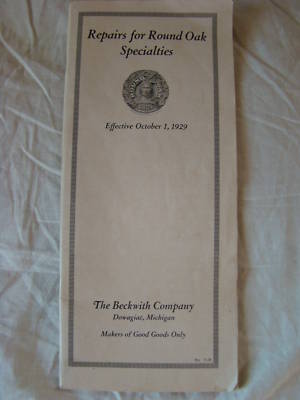 Repairs for Round Oak
Specialties
Effective October 1, 1929
The Beckwith Company
Dowagiac, Michigan
Makers of Good Goods Only